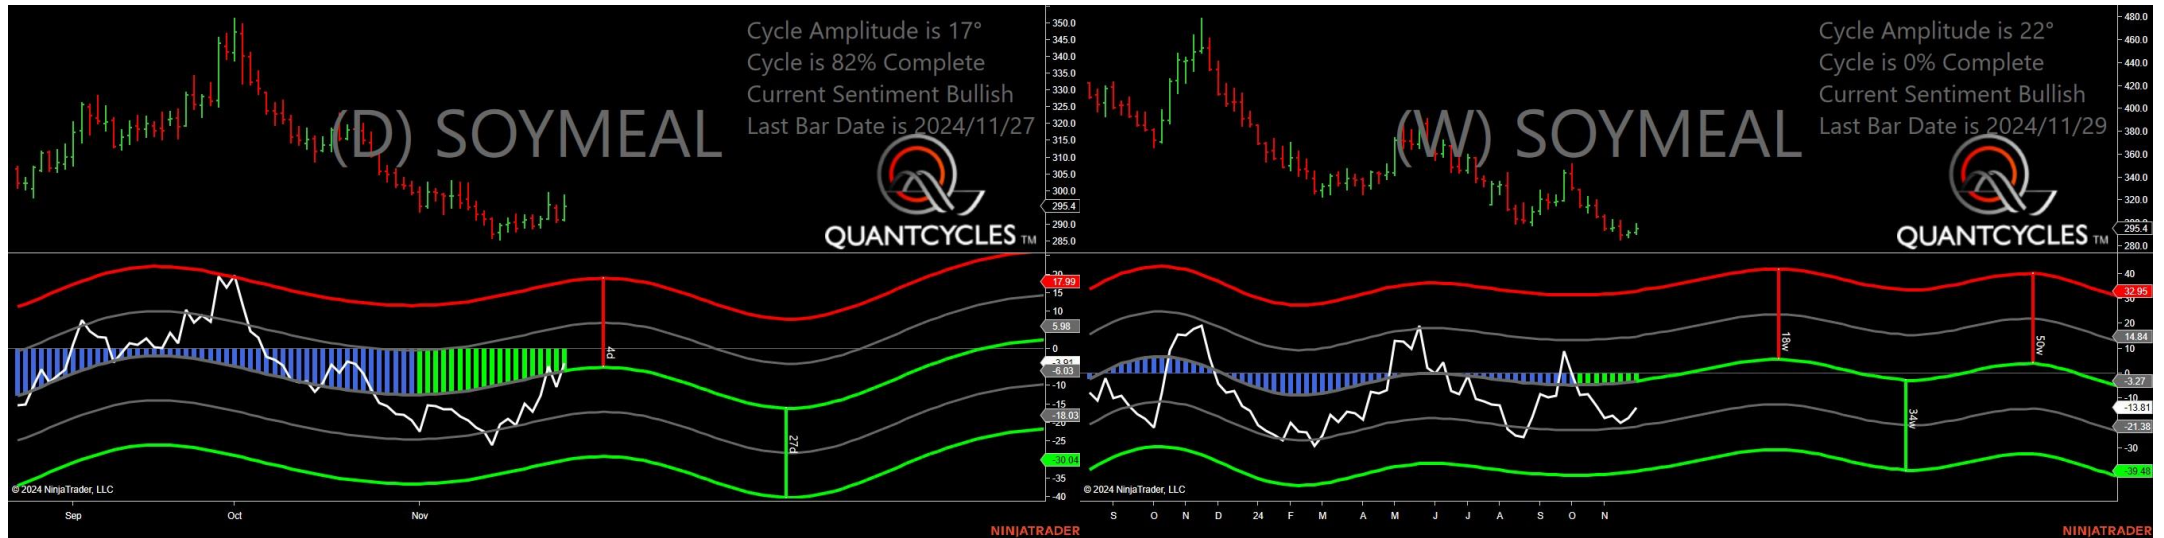 Cycle Amplitude is 17°
Cycle is 82% Complete
Current Sentiment Bullish
Last Bar Date is 2024/11/27
(D) SOYMEAL
QUANTCYCLES TM
350.0
345.0
340.0
335.0
330.0
325.0
320.0
315.0
310.0
305.0
300.0
295.4
290.0
285.0
20
17.99
15
10
5.98
0
-3.91
-6.03
-10
-15
-18.03
-25
-30.04
-35
-40
4d
27d
© 2024 NinjaTrader, LLC
Sep
Oct
Nov
NINJATRADER
Cycle Amplitude is 22°
Cycle is 0% Complete
Current Sentiment Bullish
Last Bar Date is 2024/11/29
(W) SOYMEAL
QUANTCYCLES TM
480.0
460.0
440.0
420.0
400.0
380.0
360.0
340.0
320.0
295.4
280.0
40
32.95
30
20
14.84
10
0
-3.27
-10
-13.81
-21.38
-30
-39.48
18w
34w
50w
© 2024 NinjaTrader, LLC
S O N D 24 F M A M J J A S O N
NINJATRADER